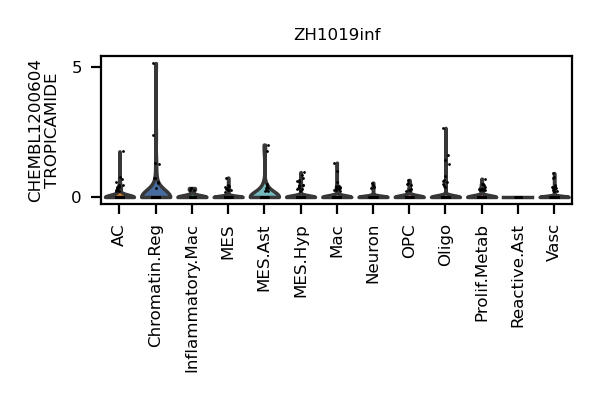 ZH1019inf
CHEMBL1200604
TROPICAMIDE
5
0
AC
Chromatin.Reg
Inflammatory.Mac
MES
MES.Ast
MES.Hyp
Mac
Neuron
OPC
Oligo
Prolif.Metab
Reactive.Ast
Vasc